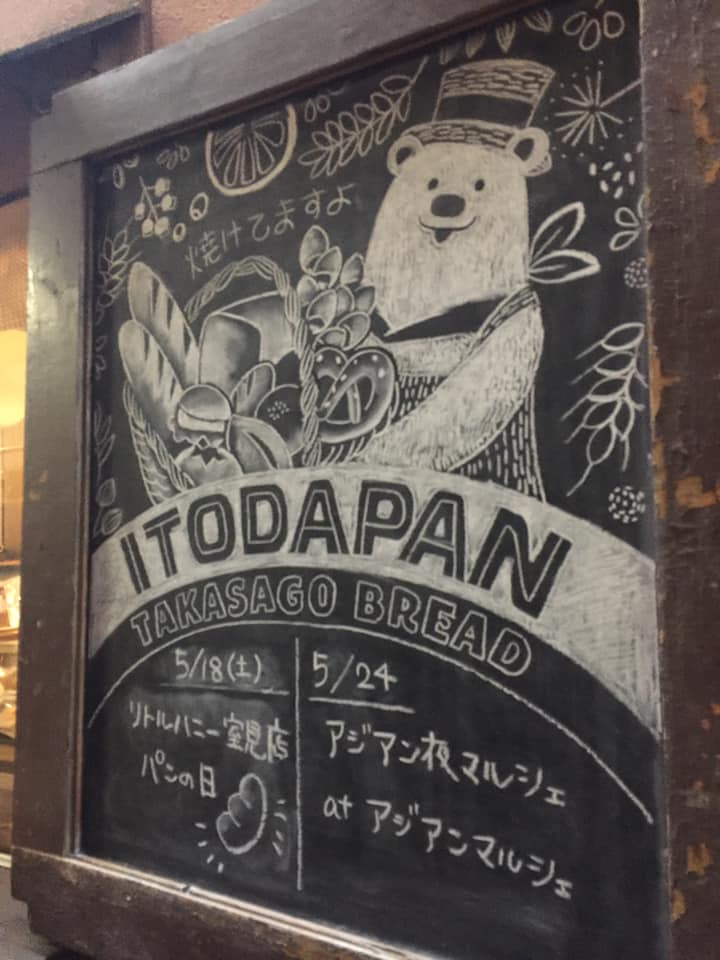 焼けてますよ
ITODAPAN
TAKASAGO BREAD
5/18(土)
リトルハニー室見店
パンの日
5/24
アジアン夜マルシェ
at アジアンマルシェ